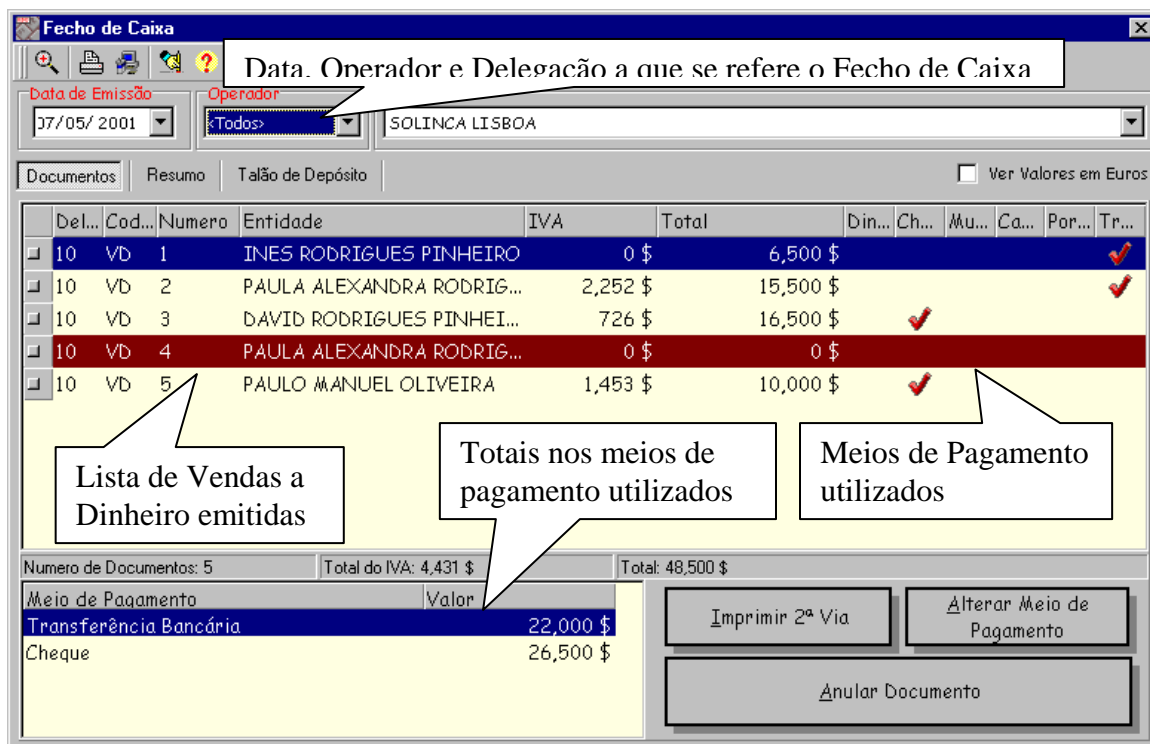 Fecho de Caixa
Data, Operador e Delegação a que se refere o Fecho de Caixa
Data de Emissão Operador
07/05/ 2001 <Todos> SOLINCA LISBOA
Documentos Resumo Talão de Depósito Ver Valores em Euros
Del... Cod... Numero Entidade IVA Total Din... Ch... Mu... Ca... Por... Tr...
10 VD 1 INES RODRIGUES PINHEIRO 0 $ 6,500 $
10 VD 2 PAULA ALEXANDRA RODRIG... 2,252 $ 15,500 $
10 VD 3 DAVID RODRIGUES PINHEI... 726 $ 16,500 $
10 VD 4 PAULA ALEXANDRA RODRIG... 0 $ 0 $
10 VD 5 PAULO MANUEL OLIVEIRA 1,453 $ 10,000 $
Lista de Vendas a
Dinheiro emitidas
Totais nos meios de
pagamento utilizados
Meios de Pagamento
utilizados
Numero de Documentos: 5 Total do IVA: 4,431 $ Total: 48,500 $
Meio de Pagamento Valor
Transferência Bancária 22,000 $
Cheque 26,500 $
Imprimir 2ª Via
Alterar Meio de
Pagamento
Anular Documento